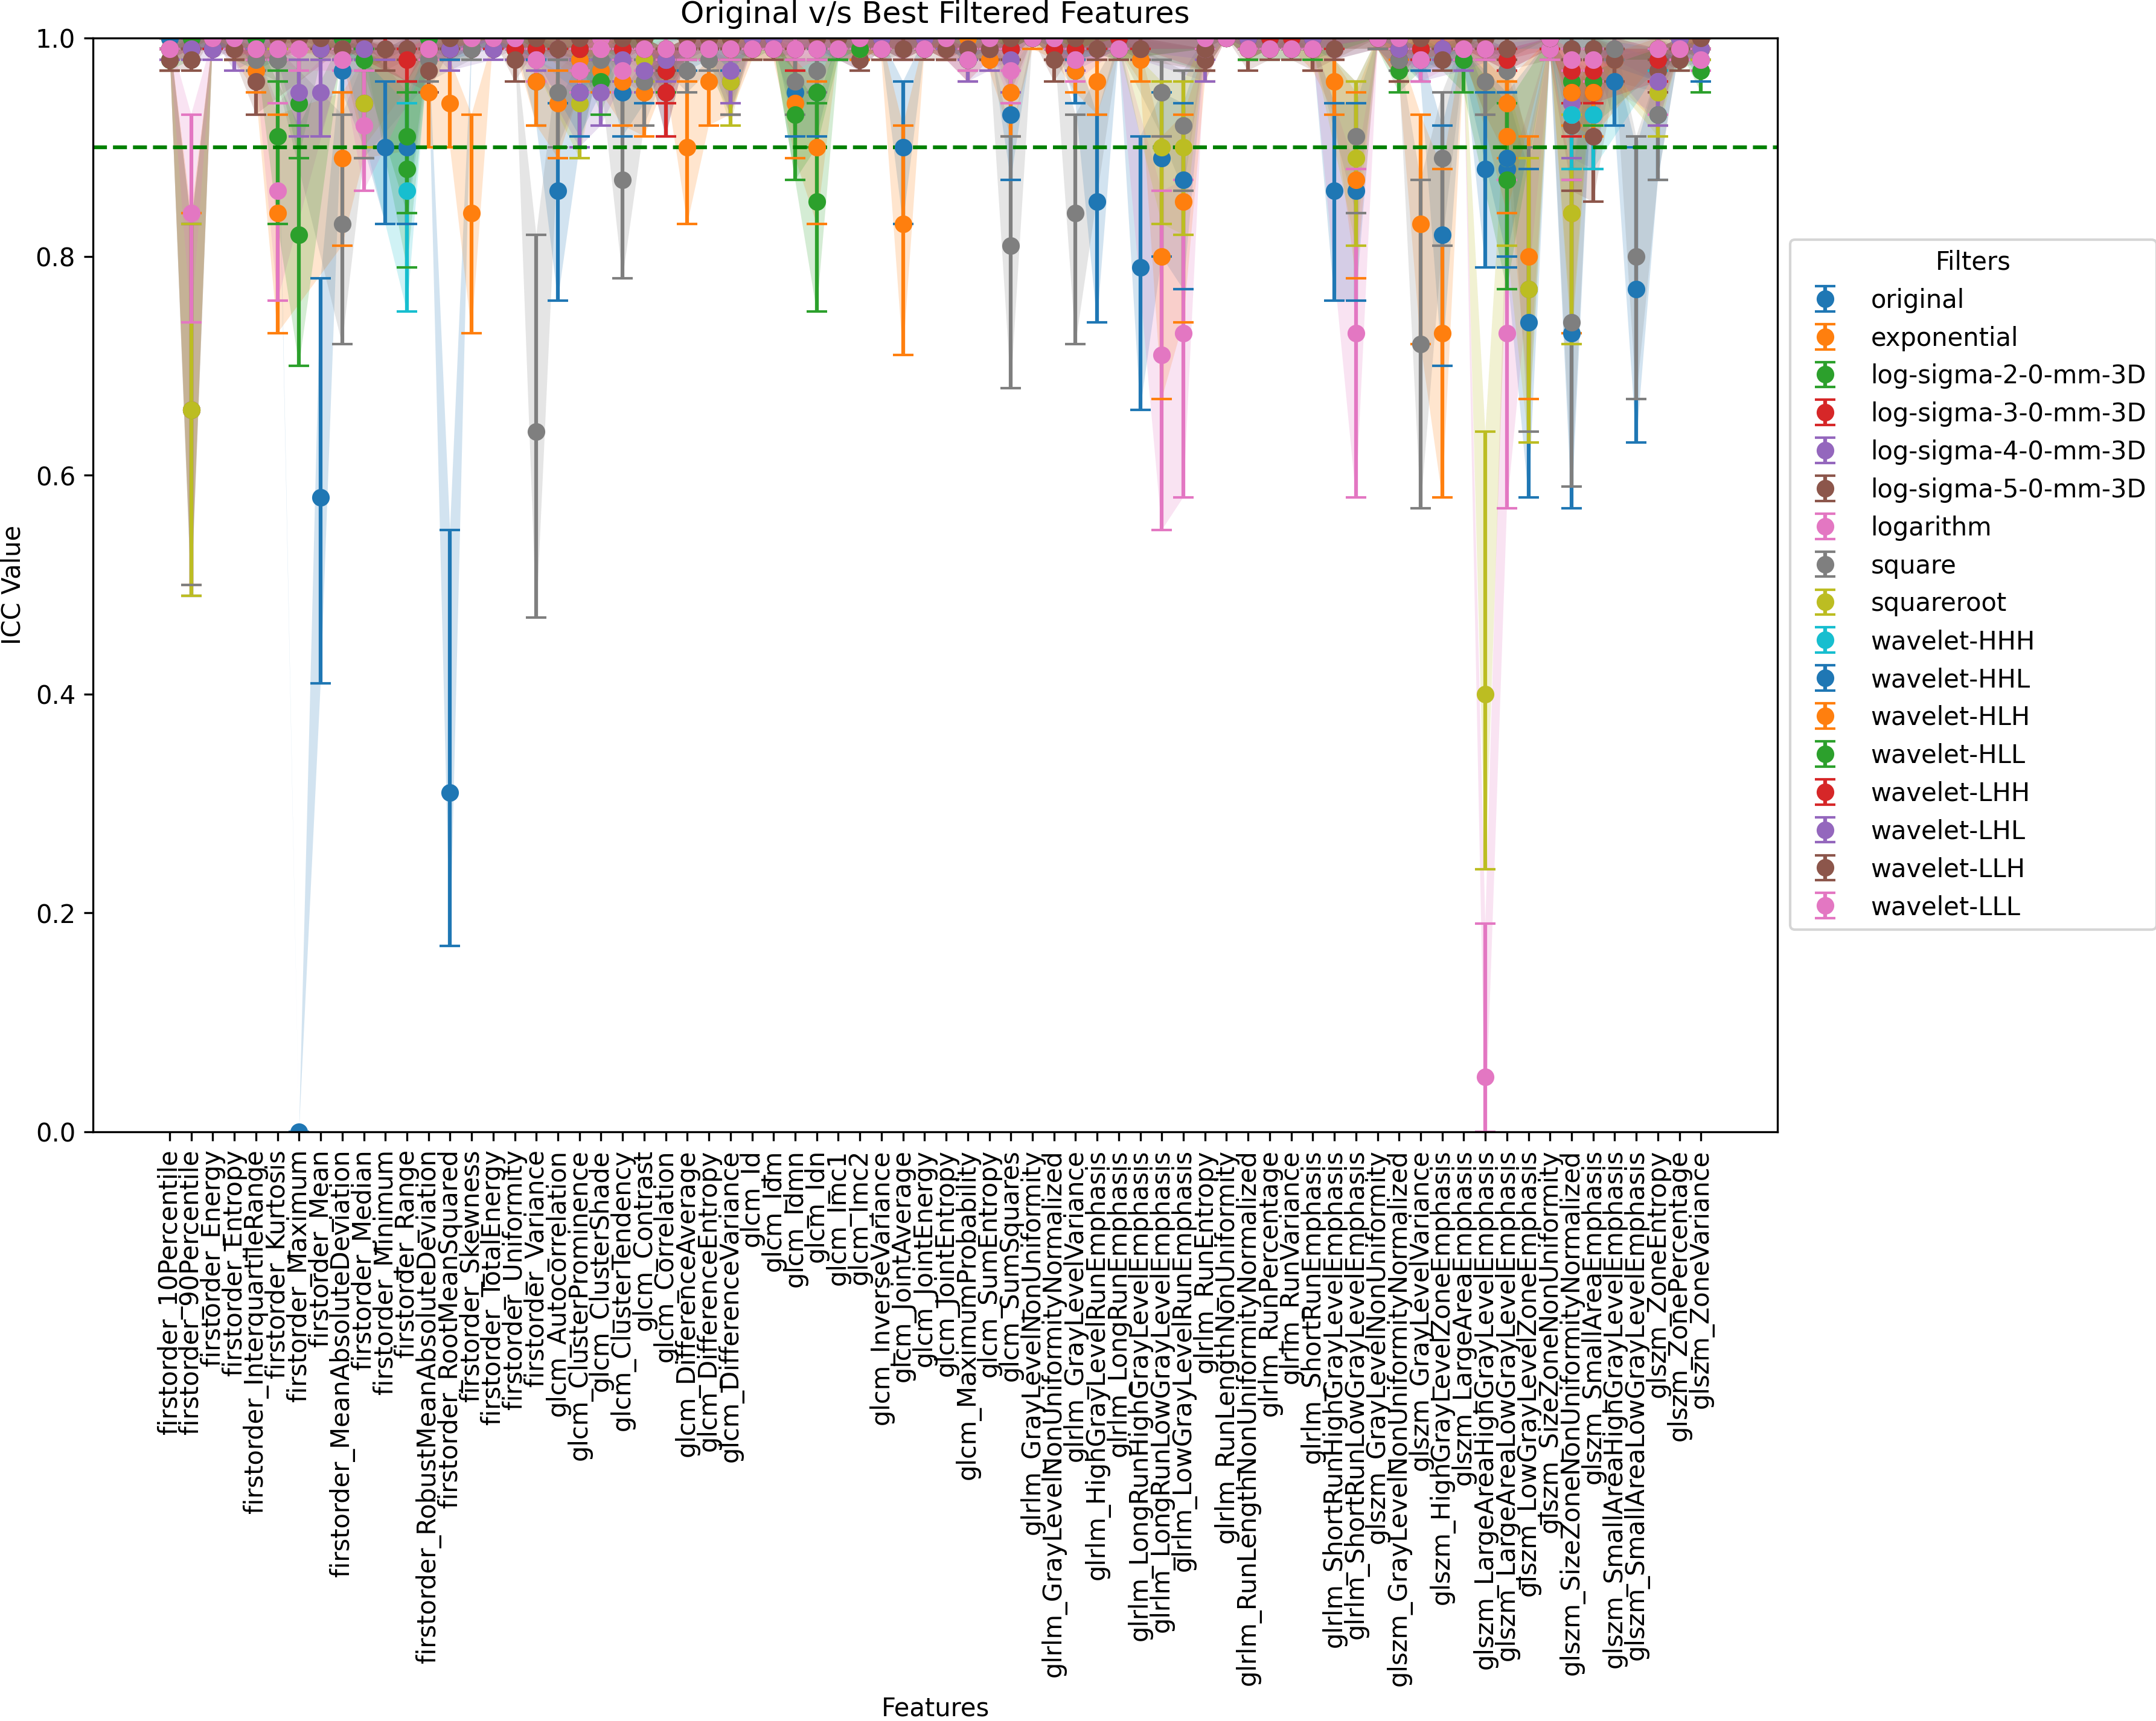 Original v/s Best Filtered Features
ICC Value
1.0
0.8
0.6
0.4
0.2
0.0
Filters
original
exponential
log-sigma-2-0-mm-3D
log-sigma-3-0-mm-3D
log-sigma-4-0-mm-3D
log-sigma-5-0-mm-3D
logarithm
square
squareroot
wavelet-HHH
wavelet-HHL
wavelet-HLH
wavelet-HLL
wavelet-LHH
wavelet-LHL
wavelet-LLH
wavelet-LLL
firstorder_10Percentile
firstorder_90Percentile
firstorder_Energy
firstorder_Entropy
firstorder_InterquartileRange
firstorder_Kurtosis
firstorder_Maximum
firstorder_Mean
firstorder_MeanAbsoluteDeviation
firstorder_Median
firstorder_Minimum
firstorder_Range
firstorder_RobustMeanAbsoluteDeviation
firstorder_RootMeanSquared
firstorder_Skewness
firstorder_TotalEnergy
firstorder_Uniformity
firstorder_Variance
glcm_Autocorrelation
glcm_ClusterProminence
glcm_ClusterShade
glcm_ClusterTendency
glcm_Contrast
glcm_Correlation
glcm_DifferenceAverage
glcm_DifferenceEntropy
glcm_DifferenceVariance
glcm_Id
glcm_Idm
glcm_Idmn
glcm_Idn
glcm_Imc1
glcm_Imc2
glcm_InverseVariance
glcm_JointAverage
glcm_JointEnergy
glcm_JointEntropy
glcm_MaximumProbability
glcm_SumEntropy
glcm_SumSquares
glrlm_GrayLevelNonUniformity
glrlm_GrayLevelNonUniformityNormalized
glrlm_GrayLevelVariance
glrlm_HighGrayLevelRunEmphasis
glrlm_LongRunEmphasis
glrlm_LongRunHighGrayLevelEmphasis
glrlm_LongRunLowGrayLevelEmphasis
glrlm_LowGrayLevelRunEmphasis
glrlm_RunEntropy
glrlm_RunLengthNonUniformity
glrlm_RunLengthNonUniformityNormalized
glrlm_RunPercentage
glrlm_RunVariance
glrlm_ShortRunEmphasis
glrlm_ShortRunHighGrayLevelEmphasis
glrlm_ShortRunLowGrayLevelEmphasis
glszm_GrayLevelNonUniformity
glszm_GrayLevelNonUniformityNormalized
glszm_GrayLevelVariance
glszm_HighGrayLevelZoneEmphasis
glszm_LargeAreaEmphasis
glszm_LargeAreaHighGrayLevelEmphasis
glszm_LargeAreaLowGrayLevelEmphasis
glszm_LowGrayLevelZoneEmphasis
glszm_SizeZoneNonUniformity
glszm_SizeZoneNonUniformityNormalized
glszm_SmallAreaEmphasis
glszm_SmallAreaHighGrayLevelEmphasis
glszm_SmallAreaLowGrayLevelEmphasis
glszm_ZoneEntropy
glszm_ZonePercentage
glszm_ZoneVariance
Features